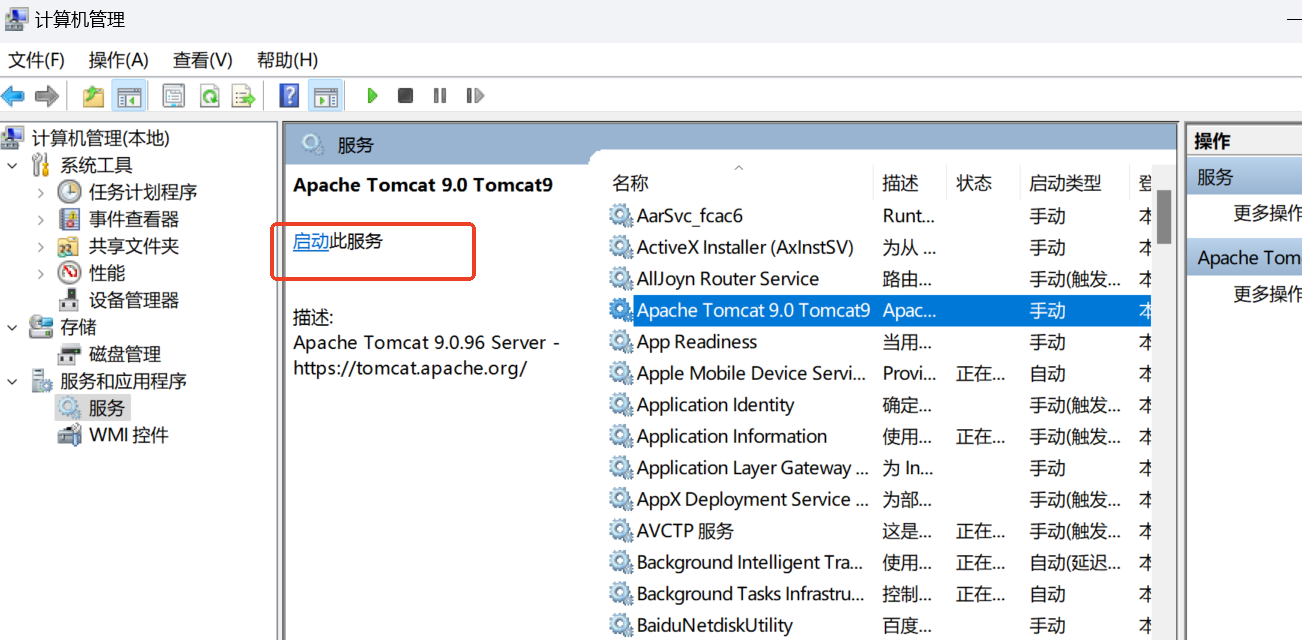 计算机管理
文件(F) 操作(A) 查看(V) 帮助(H)
计算机管理(本地)
系统工具
任务计划程序
事件查看器
共享文件夹
性能
设备管理器
存储
磁盘管理
服务和应用程序
服务
WMI 控件
服务
Apache Tomcat 9.0 Tomcat9
启动此服务
描述:
Apache Tomcat 9.0.96 Server -
https://tomcat.apache.org/
名称 描述 状态 启动类型 登
AarSvc_fcac6 Runt... 手动 本
ActiveX Installer (AxInstSV) 为从 ... 手动 本
AllJoyn Router Service 路由... 手动(触发... 本
Apache Tomcat 9.0 Tomcat9 Apac... 手动 本
App Readiness 当用... 手动 本
Apple Mobile Device Servi... Provi... 正在... 自动 本
Application Identity 确定... 手动(触发... 本
Application Information 使用... 正在... 手动(触发... 本
Application Layer Gateway ... 为 In... 手动 本
AppX Deployment Service ... 为部... 手动(触发... 本
AVCTP 服务 这是... 正在... 手动(触发... 本
Background Intelligent Tra... 使用... 正在... 自动(延迟... 本
Background Tasks Infrastru... 控制... 正在... 自动 本
BaiduNetdiskUtility 百度... 手动 本
操作
服务
更多操作
Apache Tom
更多操作